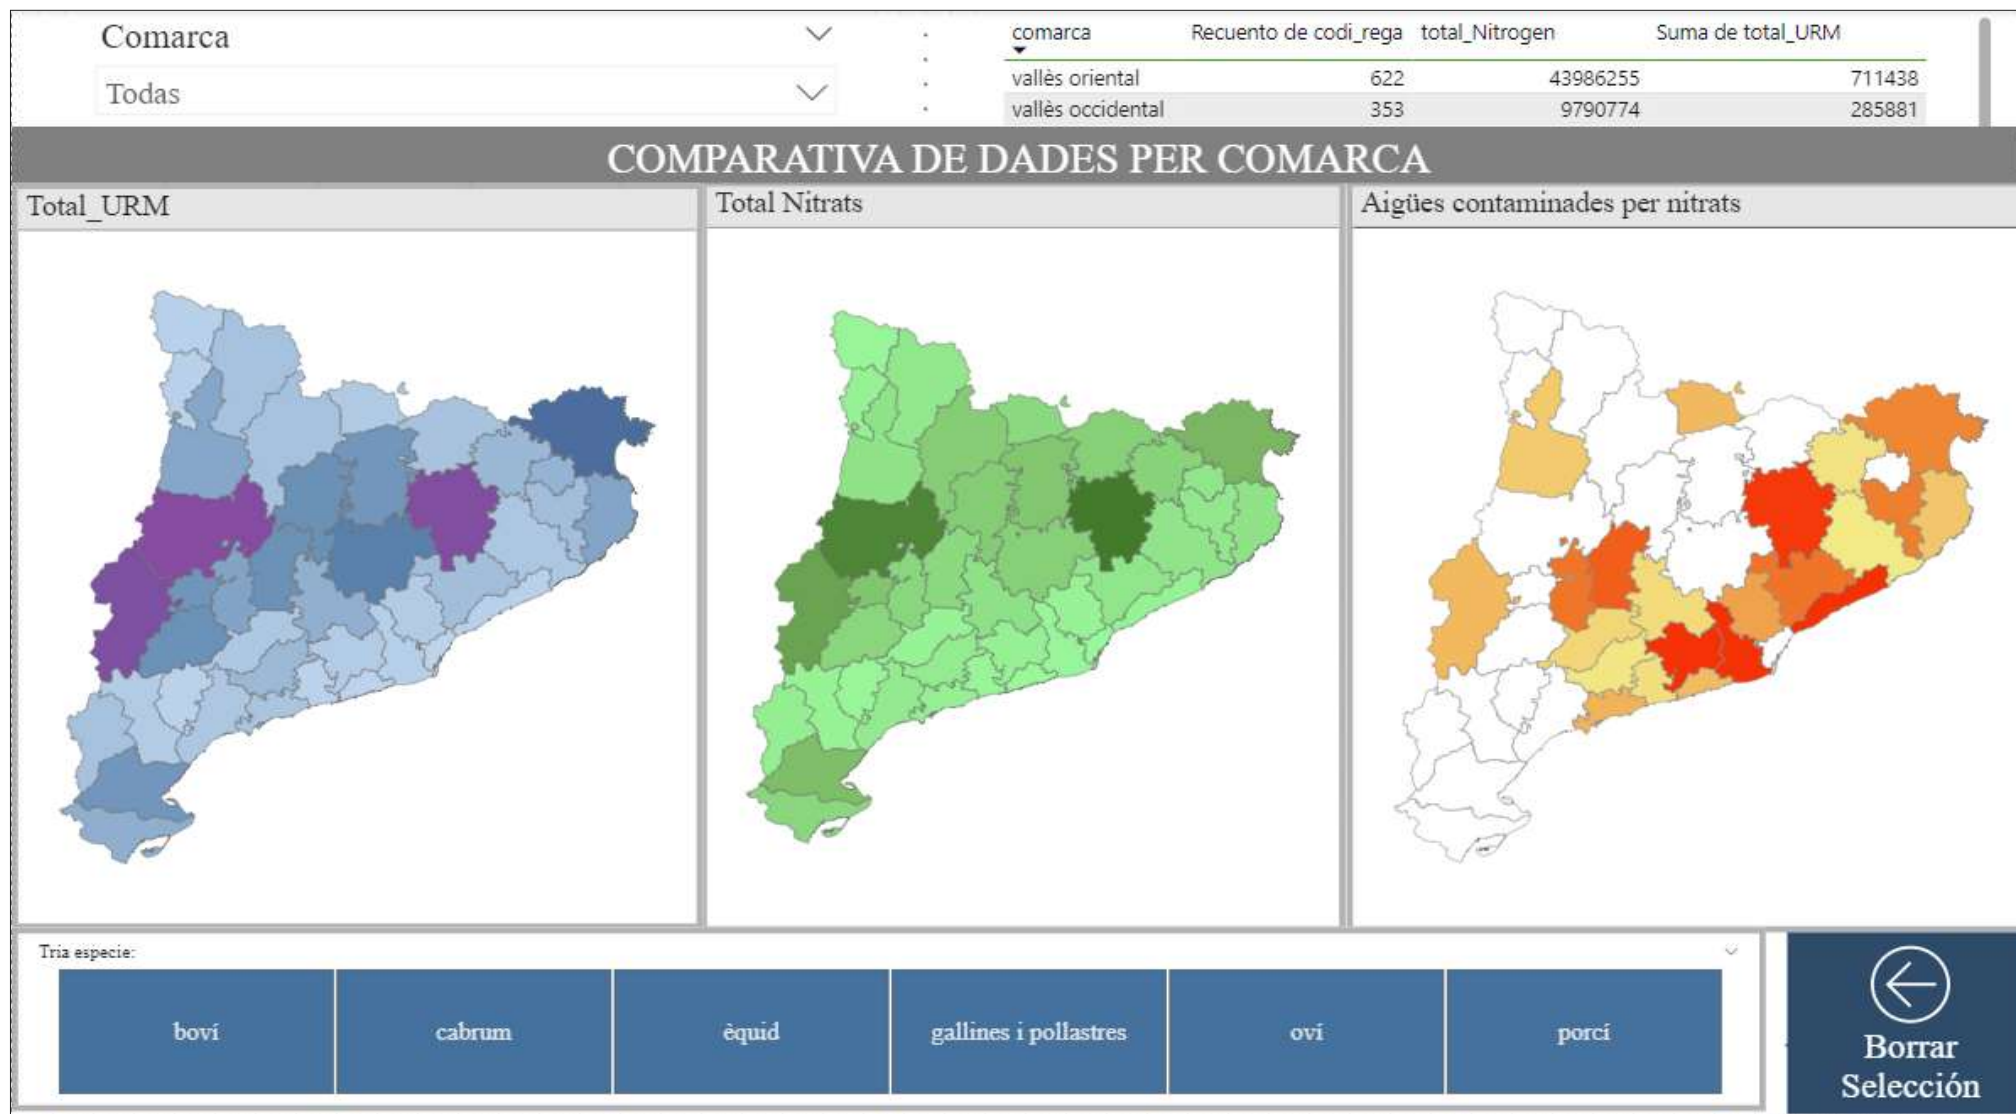 Comarca
Todas
comarca Recuento de codi_rega total_Nitrogen Suma de total_URM
vallès oriental 622 43986255 711438
vallès occidental 353 9790774 285881
COMPARATIVA DE DADES PER COMARCA
Total_URM
Total Nitrats
Aigües contaminades per nitrats
Tria especie:
boví
cabrum
èquid
gallines i pollastres
oví
porcí
Borrar
Selección